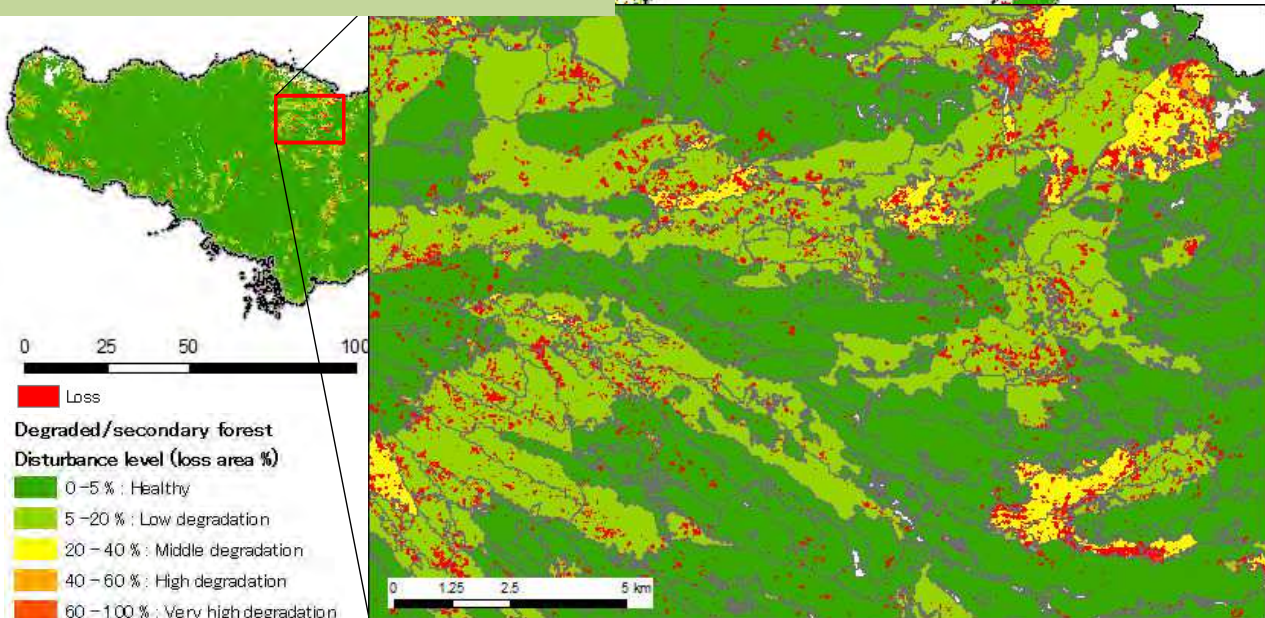 0 25 50 100
Loss
Degraded/secondary forest
Disturbance level (loss area %)
0 -5 % : Healthy
5 -20 % : Low degradation
20 - 40 % : Middle degradation
40 - 60 % : High degradation
60 -100 % : Very high degradation
0 1.25 2.5 5 km